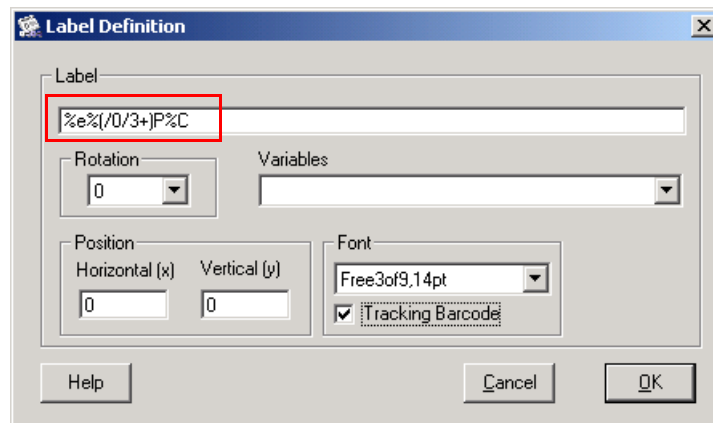 Label Definition
Label
%e%(/0/3+)P%C
Rotation
Variables
0
Position
Font
Horizontal (x)
Vertical (y)
Free3of9,14pt
0
0
Tracking Barcode
Help
Cancel
OK